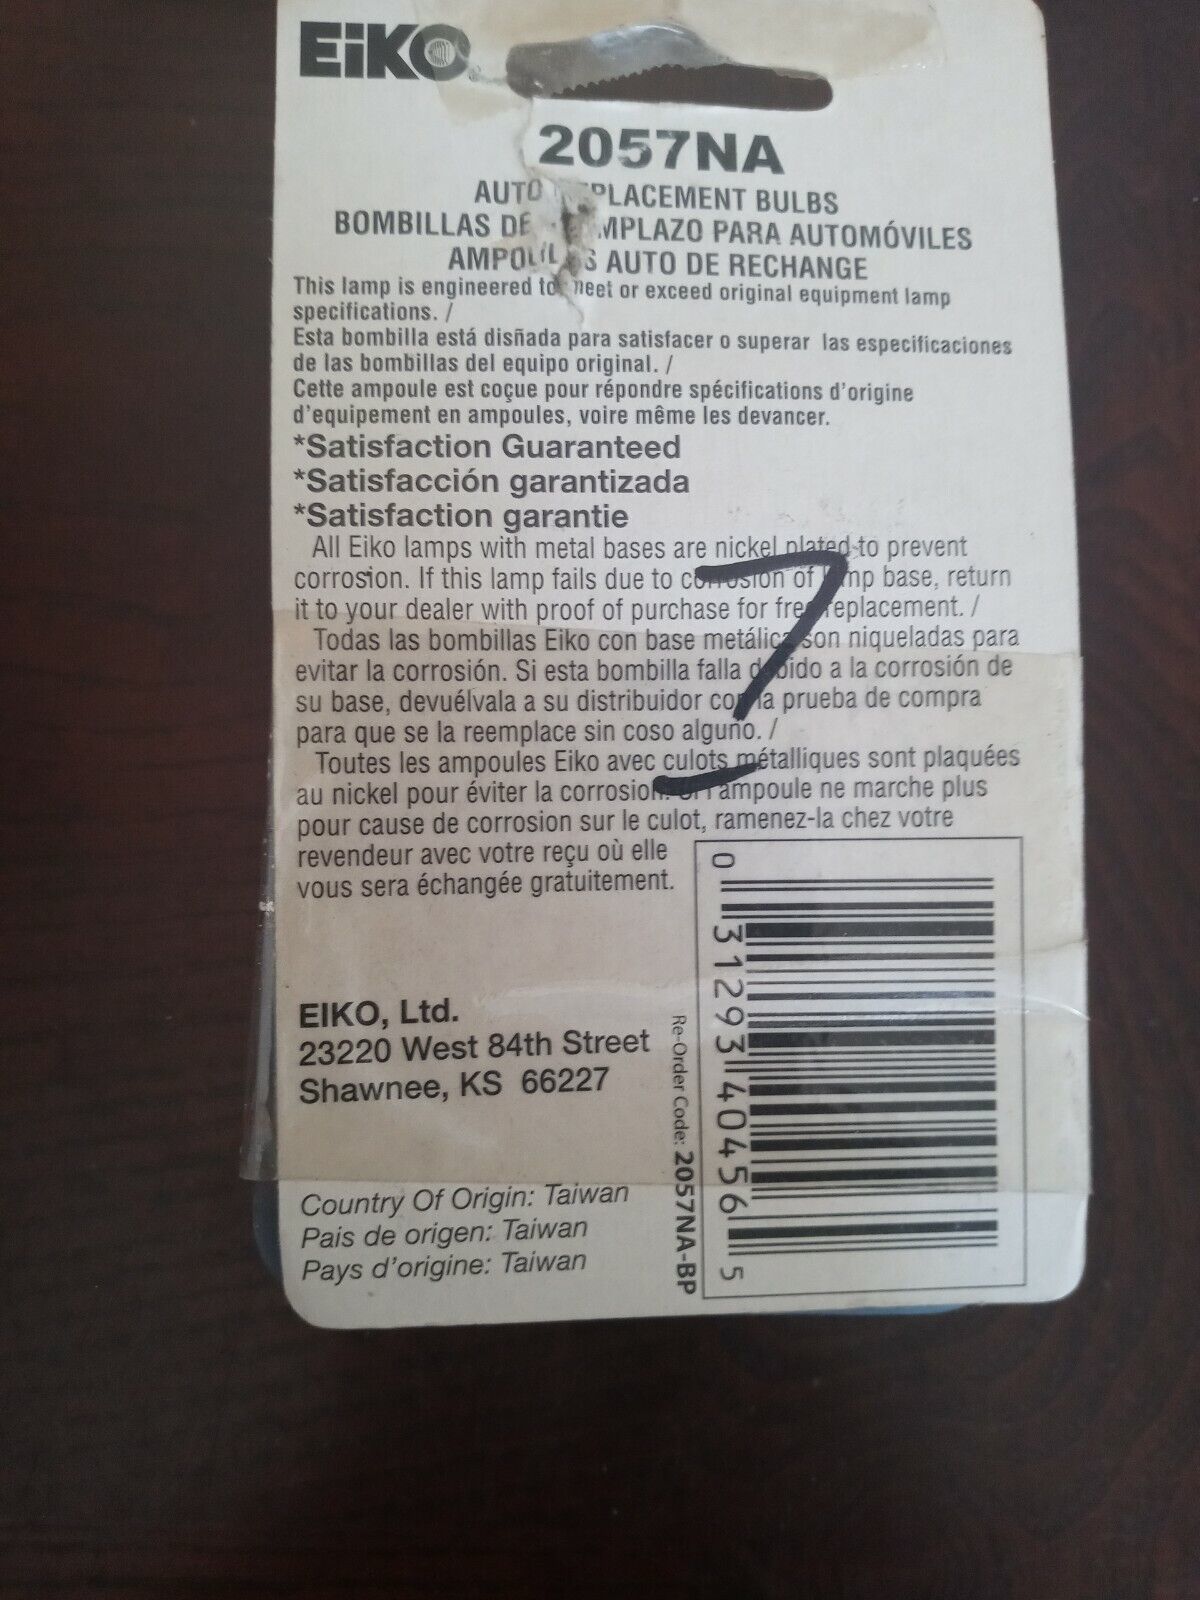 EiKO
2057NA
AUTO REPLACEMENT BULBS
BOMBILLAS DE REEMPLAZO PARA AUTOMÓVILES
AMPOULES AUTO DE RECHANGE
This lamp is engineered to meet or exceed original equipment lamp
specifications. /
Esta bombilla está disñada para satisfacer o superar las especificaciones
de las bombillas del equipo original. /
Cette ampoule est coçue pour répondre spécifications d'origine
d'equipement en ampoules, voire même les devancer.
*Satisfaction Guaranteed
*Satisfacción garantizada
*Satisfaction garantie
All Eiko lamps with metal bases are nickel plated to prevent
corrosion. If this lamp fails due to corrosion of lamp base, return
it to your dealer with proof of purchase for free replacement. /
Todas las bombillas Eiko con base metálica son niqueladas para
evitar la corrosión. Si esta bombilla falla debido a la corrosión de
su base, devuélvala a su distribuidor con la prueba de compra
para que se la reemplace sin coso alguno. /
Toutes les ampoules Eiko avec culots métalliques sont plaquées
au nickel pour éviter la corrosion. Si l'ampoule ne marche plus
pour cause de corrosion sur le culot, ramenez-la chez votre
revendeur avec votre reçu où elle
vous sera échangée gratuitement.
EIKO, Ltd.
23220 West 84th Street
Shawnee, KS 66227
Country Of Origin: Taiwan
Pais de origen: Taiwan
Pays d'origine: Taiwan
Re-Order Code: 2057NA-BP
0 31293 40456 5